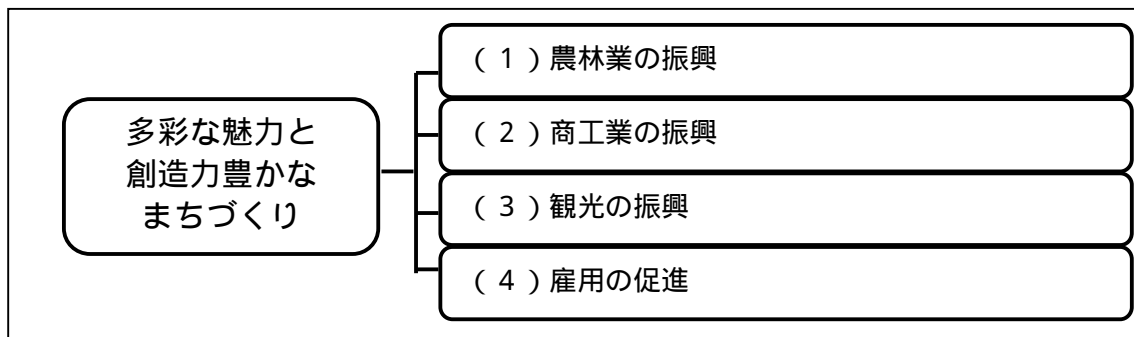 多彩な魅力と
創造力豊かな
まちづくり
（１）農林業の振興
（２）商工業の振興
（３）観光の振興
（４）雇用の促進